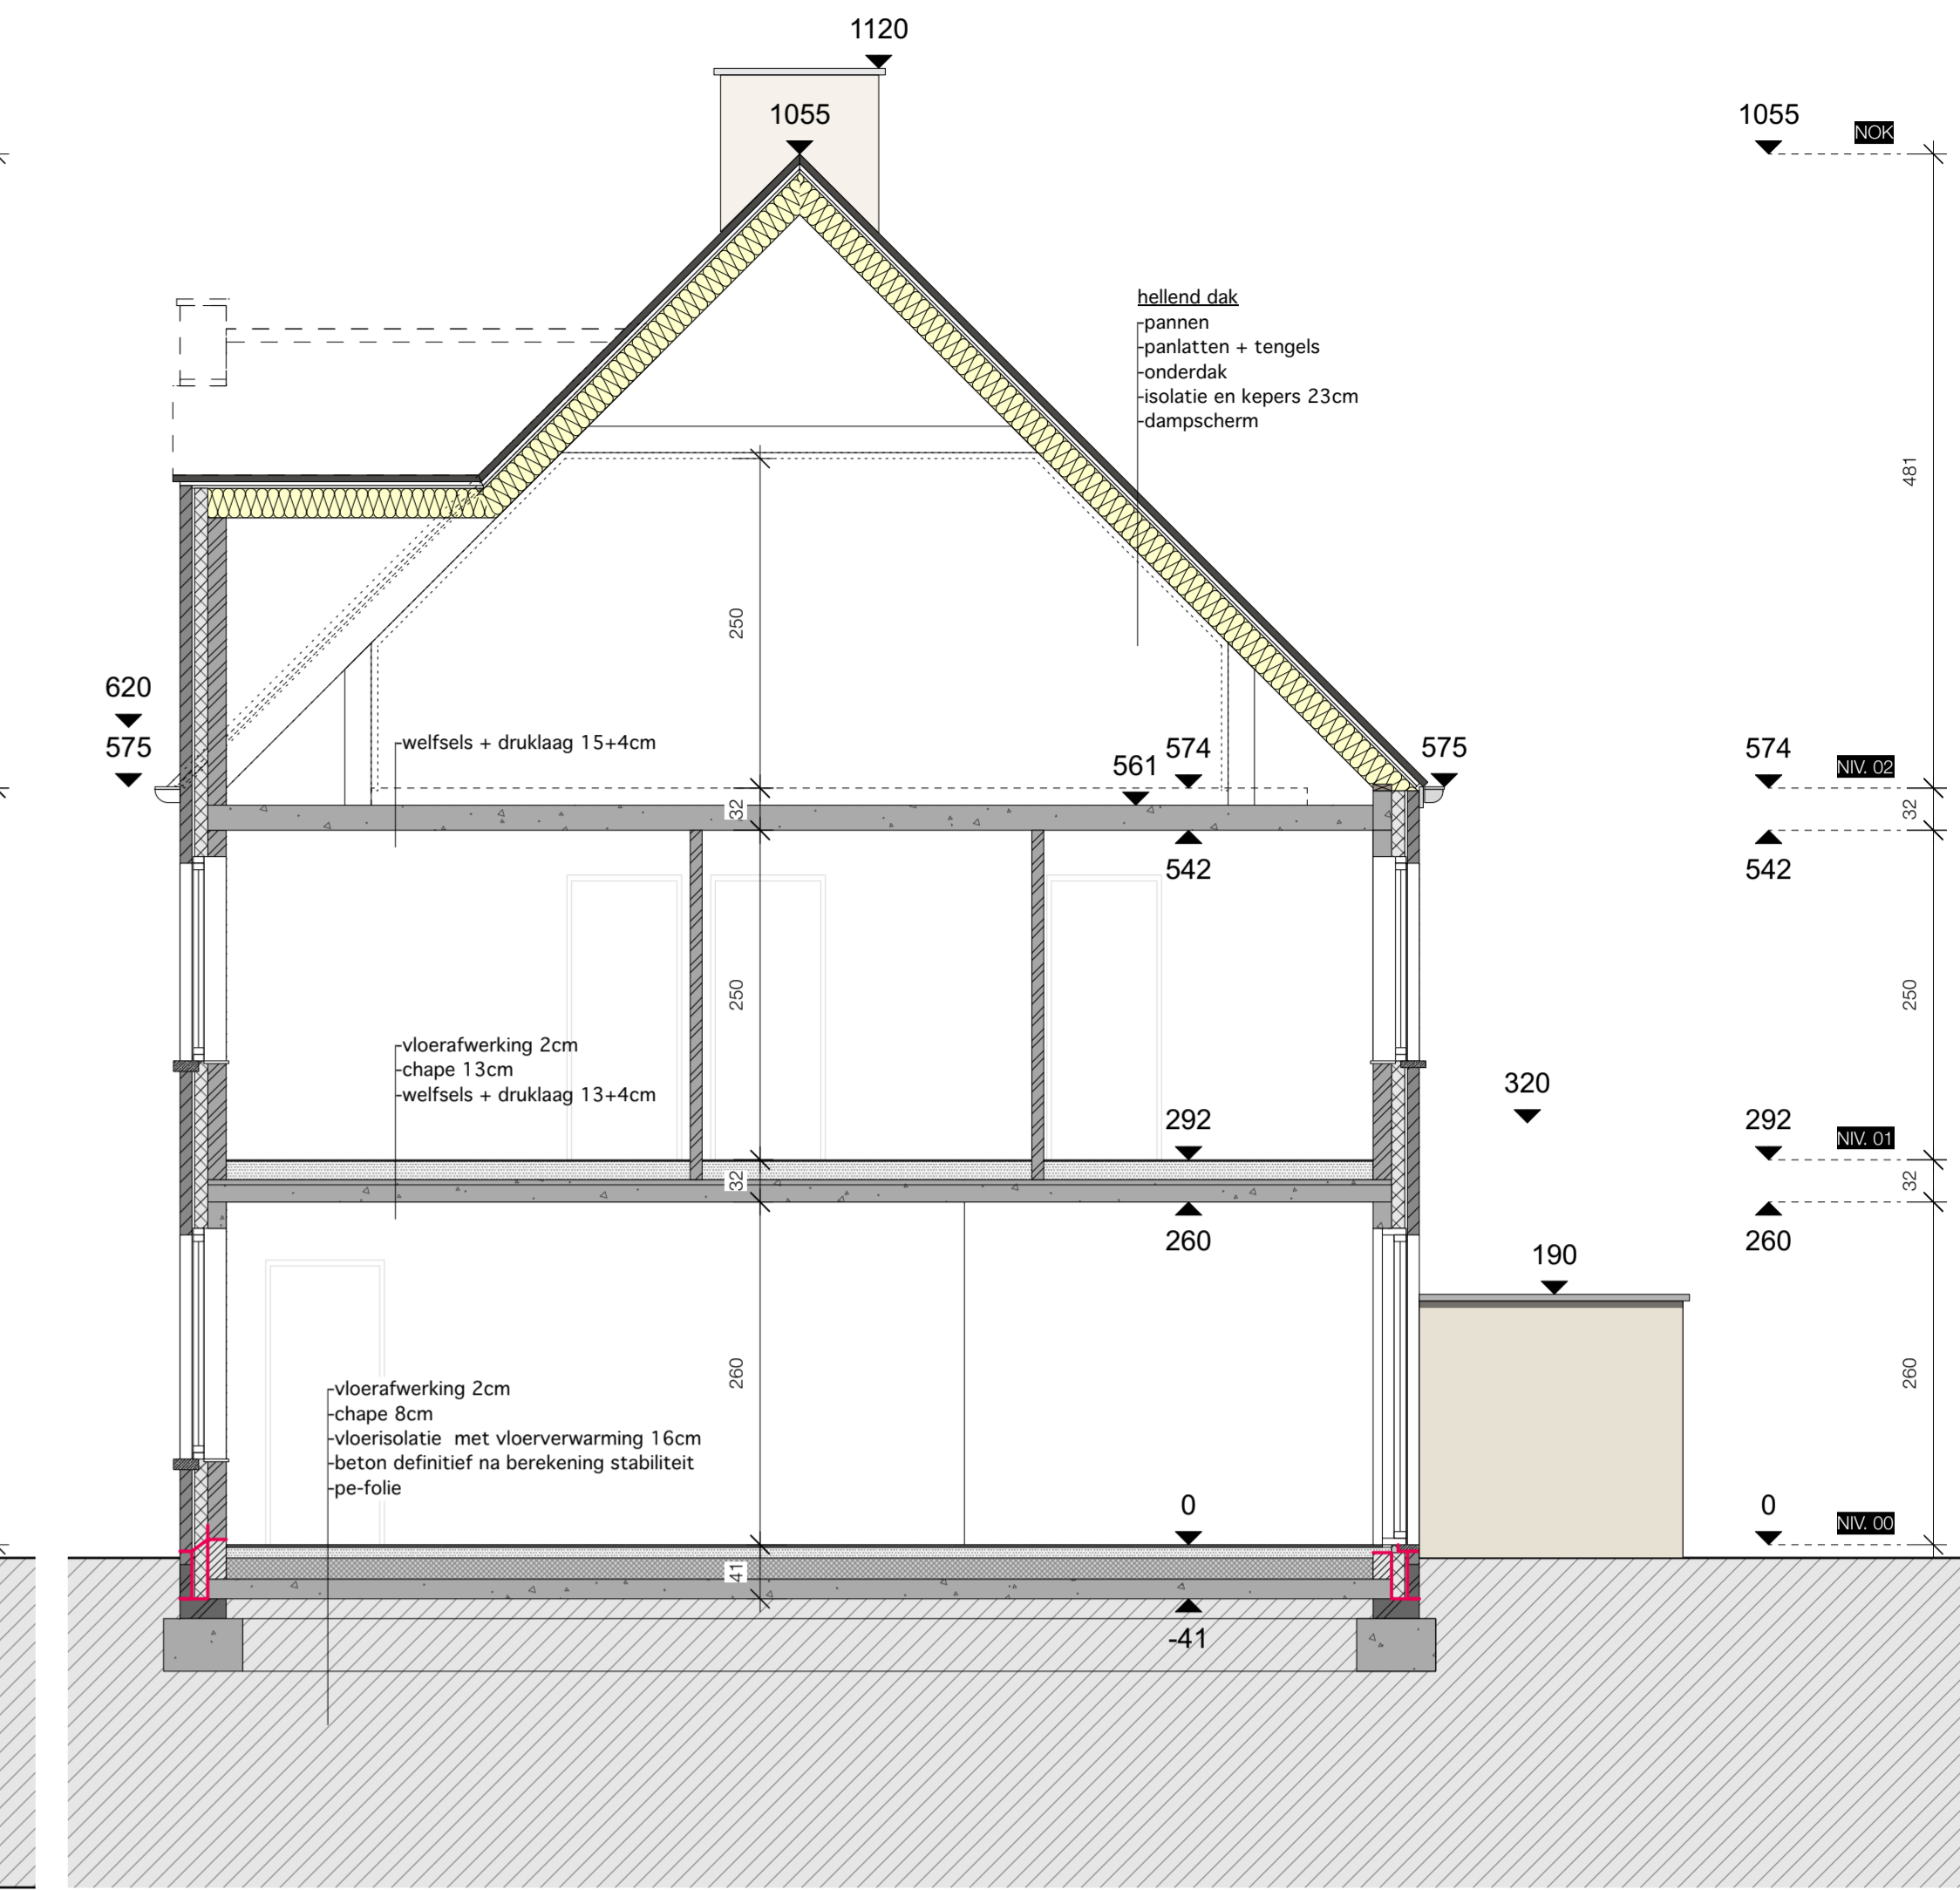 1120
1055
1055
NOK
hellend dak
-pannen
-panlatten + tengels
-onderdak
-isolatie en kepers 23cm
-dampscherm
481
250
620
575
-welfsels + druklaag 15+4cm
561
574
575
574
NIV. 02
32
32
542
542
250
250
-vloerafwerking 2cm
-chape 13cm
-welfsels + druklaag 13+4cm
320
292
292
NIV. 01
32
32
260
260
190
260
260
-vloerafwerking 2cm
-chape 8cm
-vloerisolatie  met vloerverwarming 16cm
-beton definitief na berekening stabiliteit
-pe-folie
0
0
NIV. 00
41
-41